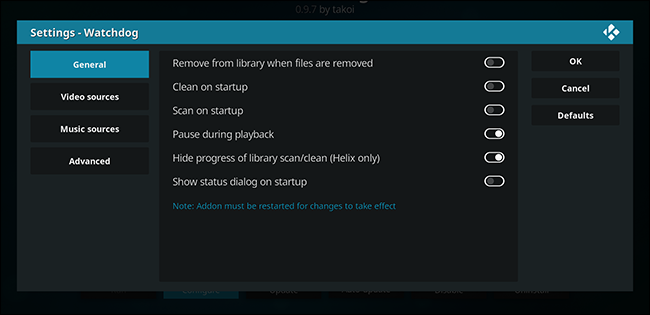 0.9.7 by takoi
Settings - Watchdog
General
Video sources
Music sources
Advanced
Remove from library when files are removed
Clean on startup
Scan on startup
Pause during playback
Hide progress of library scan/clean (Helix only)
Show status dialog on startup
Note: Addon must be restarted for changes to take effect
OK
Cancel
Defaults